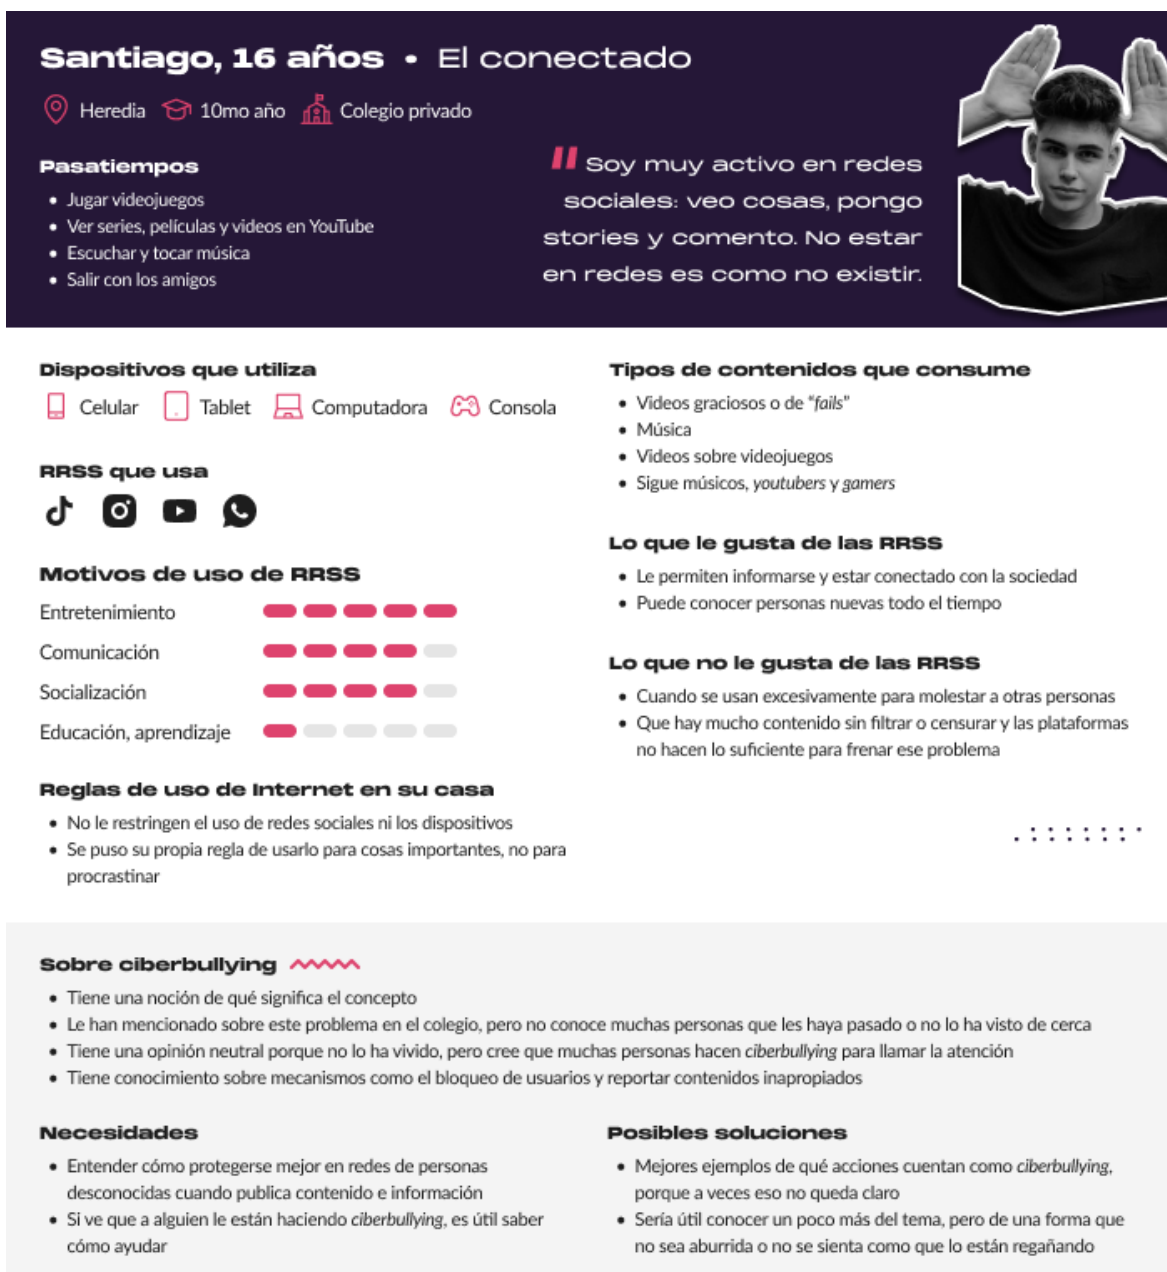 Santiago, 16 años • El conectado
Heredia 10mo año Colegio privado
Pasatiempos
• Jugar videojuegos
• Ver series, películas y videos en YouTube
• Escuchar y tocar música
• Salir con los amigos
" Soy muy activo en redes
sociales: veo cosas, pongo
stories y comento. No estar
en redes es como no existir.
Dispositivos que utiliza
Celular Tablet Computadora Consola
RRSS que usa
Motivos de uso de RRSS
Entretenimiento
Comunicación
Socialización
Educación, aprendizaje
Reglas de uso de Internet en su casa
• No le restringen el uso de redes sociales ni los dispositivos
• Se puso su propia regla de usarlo para cosas importantes, no para
procrastinar
Tipos de contenidos que consume
• Videos graciosos o de “fails”
• Música
• Videos sobre videojuegos
• Sigue músicos, youtubers y gamers
Lo que le gusta de las RRSS
• Le permiten informarse y estar conectado con la sociedad
• Puede conocer personas nuevas todo el tiempo
Lo que no le gusta de las RRSS
• Cuando se usan excesivamente para molestar a otras personas
• Que hay mucho contenido sin filtrar o censurar y las plataformas
no hacen lo suficiente para frenar ese problema
Sobre ciberbullying
• Tiene una noción de qué significa el concepto
• Le han mencionado sobre este problema en el colegio, pero no conoce muchas personas que les haya pasado o no lo ha visto de cerca
• Tiene una opinión neutral porque no lo ha vivido, pero cree que muchas personas hacen ciberbullying para llamar la atención
• Tiene conocimiento sobre mecanismos como el bloqueo de usuarios y reportar contenidos inapropiados
Necesidades
• Entender cómo protegerse mejor en redes de personas
desconocidas cuando publica contenido e información
• Si ve que a alguien le están haciendo ciberbullying, es útil saber
cómo ayudar
Posibles soluciones
• Mejores ejemplos de qué acciones cuentan como ciberbullying,
porque a veces eso no queda claro
• Sería útil conocer un poco más del tema, pero de una forma que
no sea aburrida o no se sienta como que lo están regañando